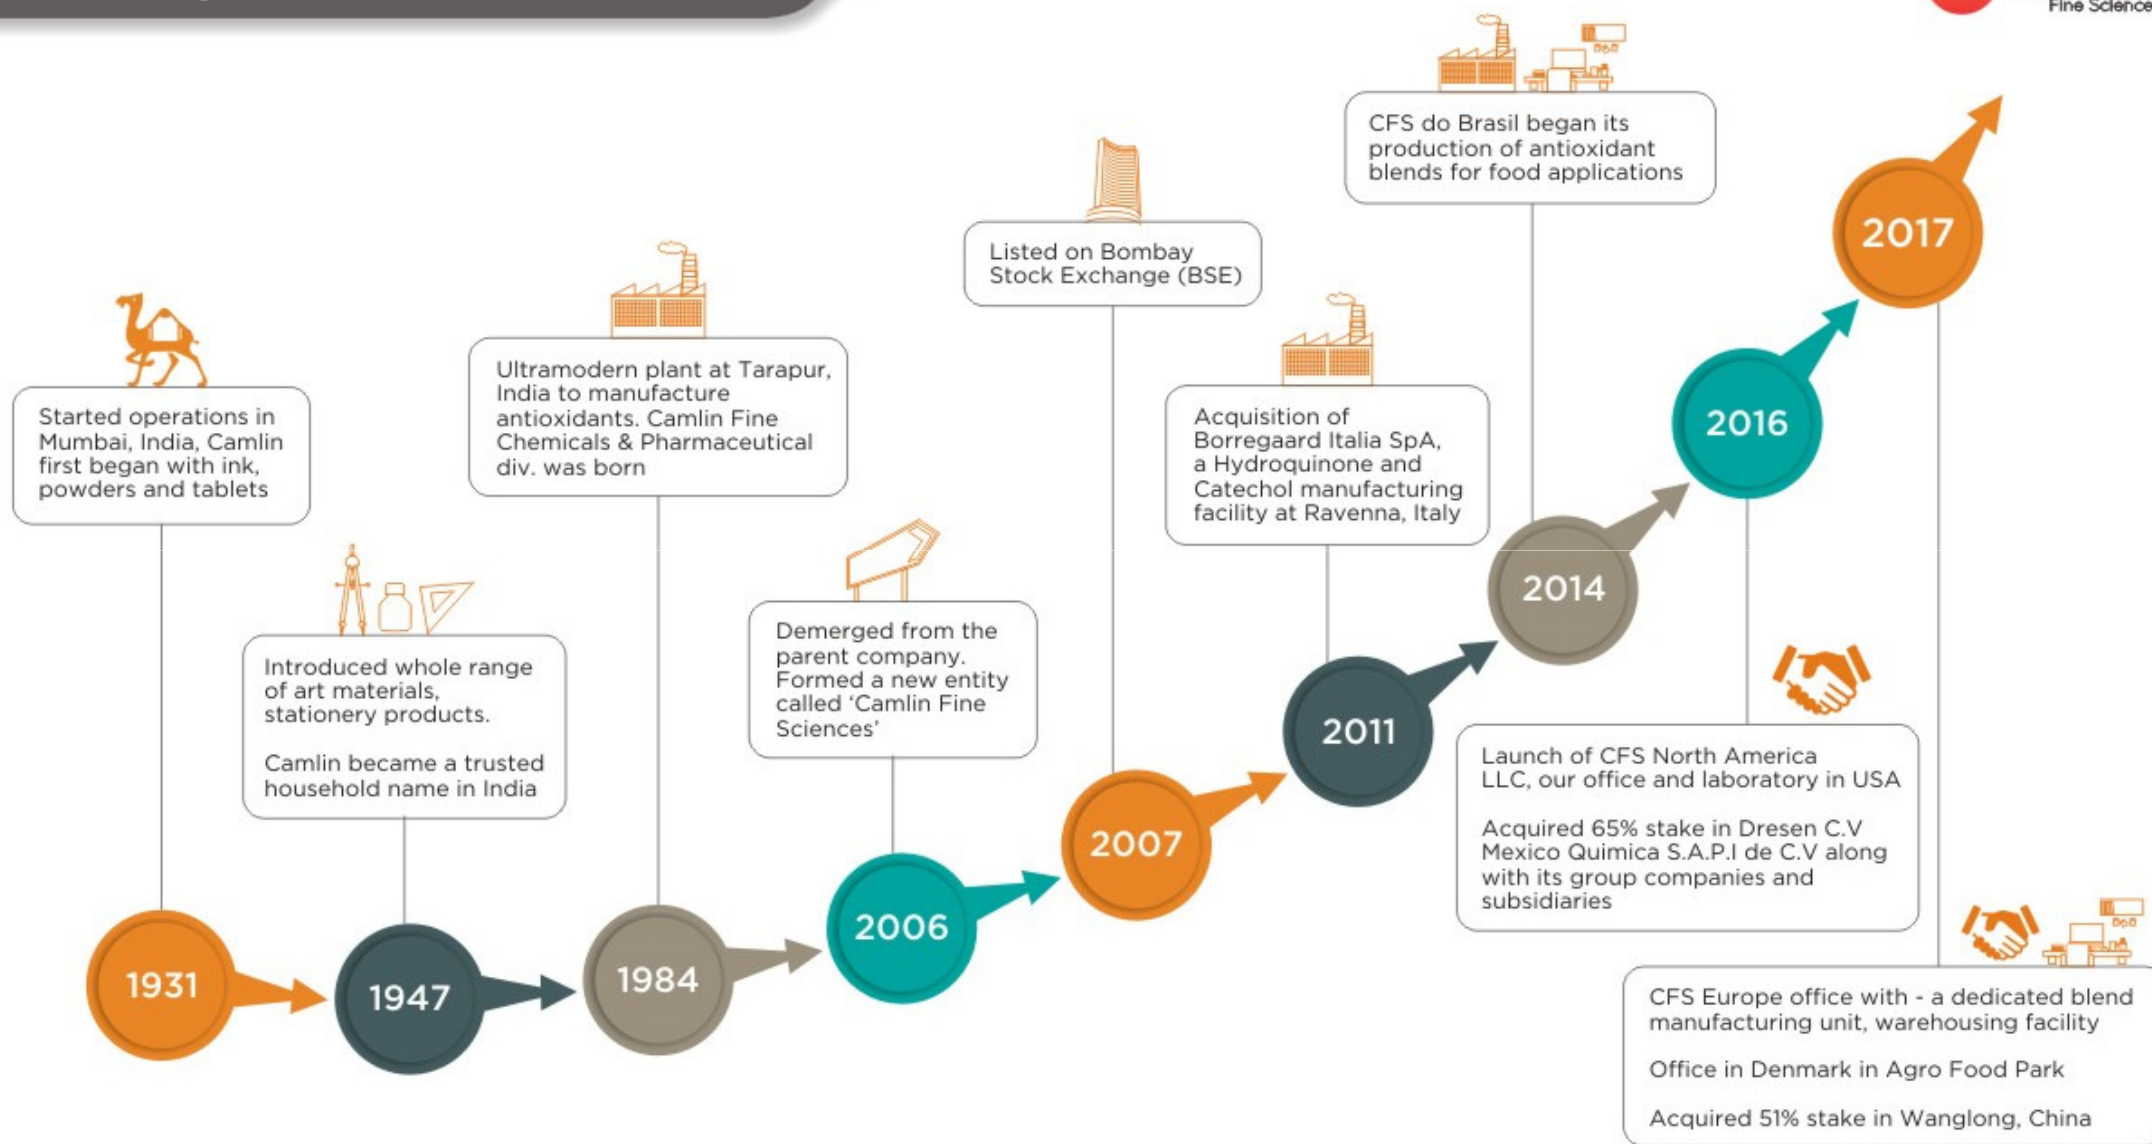 Fine Science
CFS do Brasil began its
production of antioxidant
blends for food applications
2017
Listed on Bombay
Stock Exchange (BSE)
Started operations in
Mumbai, India, Camlin
first began with ink,
powders and tablets
Ultramodern plant at Tarapur,
India to manufacture
antioxidants. Camlin Fine
Chemicals & Pharmaceutical
div. was born
Acquisition of
Borregaard Italia SpA,
a Hydroquinone and
Catechol manufacturing
facility at Ravenna, Italy
2016
2014
Introduced whole range
of art materials,
stationery products.
Camlin became a trusted
household name in India
Demerged from the
parent company.
Formed a new entity
called ‘Camlin Fine
Sciences’
2011
Launch of CFS North America
LLC, our office and laboratory in USA
Acquired 65% stake in Dresen C.V
Mexico Quimica S.A.P.I de C.V along
with its group companies and
subsidiaries
2007
2006
1931
1947
1984
CFS Europe office with - a dedicated blend
manufacturing unit, warehousing facility
Office in Denmark in Agro Food Park
Acquired 51% stake in Wanglong, China